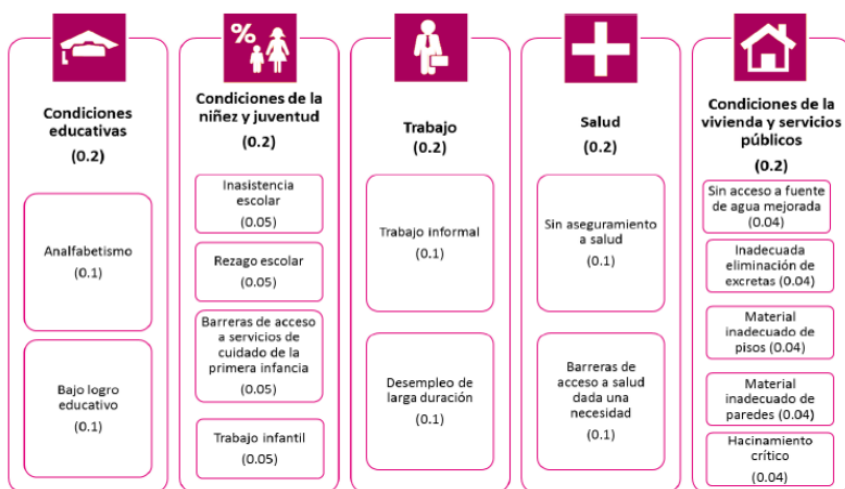 Condiciones
educativas
(0.2)
Analfabetismo
(0.1)
Bajo logro
educativo
(0.1)
%
Condiciones de la
niñez y juventud
(0.2)
Inasistencia
escolar
(0.05)
Rezago escolar
(0.05)
Barreras de acceso
a servicios de
cuidado de la
primera infancia
(0.05)
Trabajo infantil
(0.05)
Trabajo
(0.2)
Trabajo informal
(0.1)
Desempleo de
larga duración
(0.1)
Salud
(0.2)
Sin aseguramiento
a salud
(0.1)
Barreras de
acceso a salud
dada una
necesidad
(0.1)
Condiciones de la
vivienda y servicios
públicos
(0.2)
Sin acceso a fuente
de agua mejorada
(0.04)
Inadecuada
eliminación de
excretas (0.04)
Material
inadecuado de
pisos (0.04)
Material
inadecuado de
paredes (0.04)
Hacinamiento
crítico
(0.04)